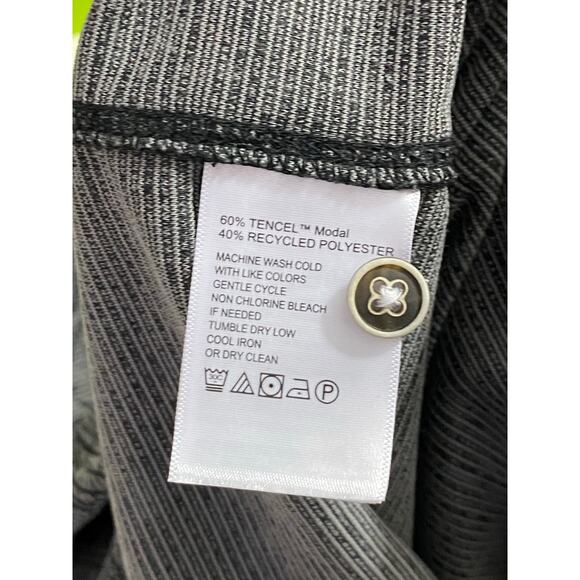 60% TENCEL™ Modal
40% RECYCLED POLYESTER
MACHINE WASH COLD
WITH LIKE COLORS
GENTLE CYCLE
NON CHLORINE BLEACH
IF NEEDED
TUMBLE DRY LOW
COOL IRON
OR DRY CLEAN
30C P